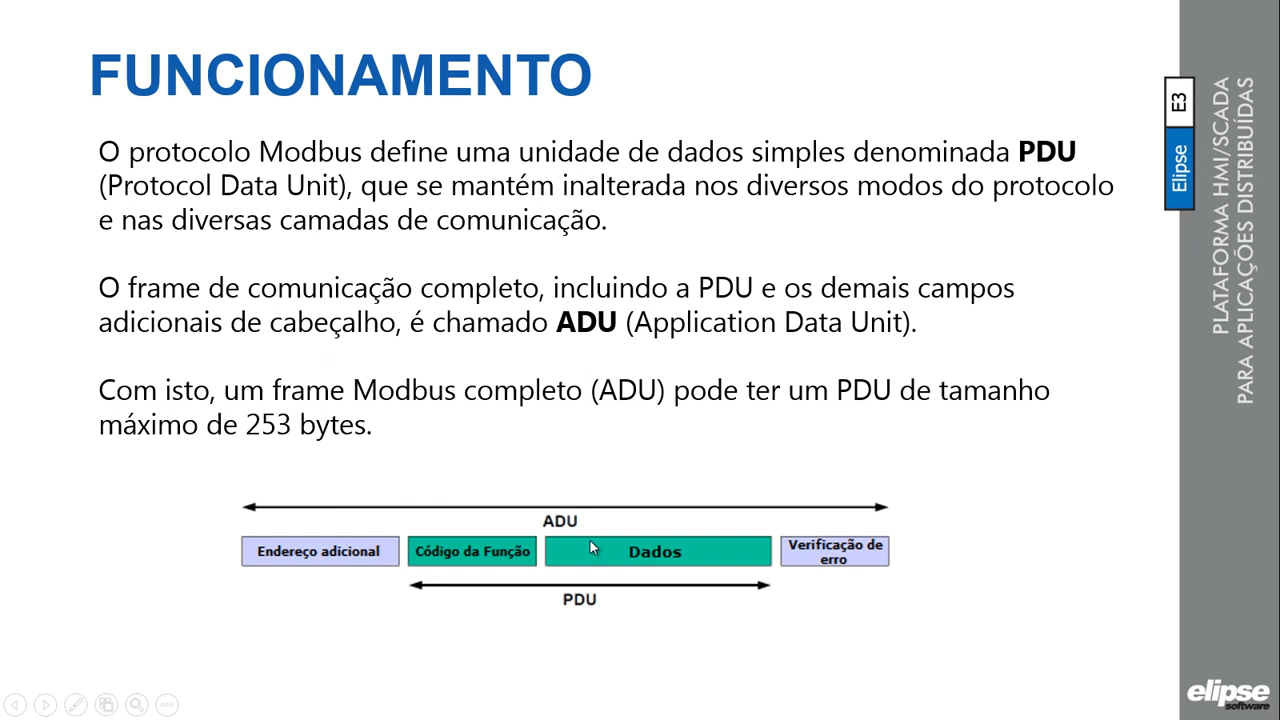 FUNCIONAMENTO
O protocolo Modbus define uma unidade de dados simples denominada PDU
(Protocol Data Unit), que se mantém inalterada nos diversos modos do protocolo
e nas diversas camadas de comunicação.
O frame de comunicação completo, incluindo a PDU e os demais campos
adicionais de cabeçalho, é chamado ADU (Application Data Unit).
Com isto, um frame Modbus completo (ADU) pode ter um PDU de tamanho
máximo de 253 bytes.
ADU
Endereço adicional
Código da Função
Dados
Verificação de
erro
PDU
Elipse E3
PLATAFORMA HMI/SCADA
PARA APLICAÇÕES DISTRIBUÍDAS
elipse
software